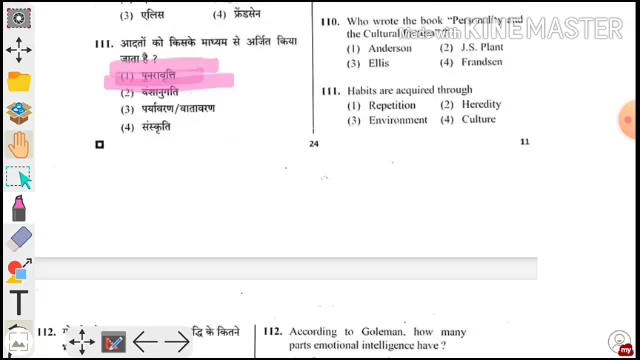 (3) एलिस (4) फ्रेंडसेन
111. आदतों को किसके माध्यम से अर्जित किया
जाता है ?
(1) पुनरावृत्ति
(2) वंशानुगति
(3) पर्यावरण/वातावरण
(4) संस्कृति
24
110. Who wrote the book "Personality and
the Cultural
Made with KINEMASTER
(1) Anderson (2) J.S. Plant
(3) Ellis (4) Frandsen
111. Habits are acquired through
(1) Repetition (2) Heredity
(3) Environment (4) Culture
11
112.
द्धि के कितने
112. According to Goleman, how many
parts emotional intelligence have ?
T
my